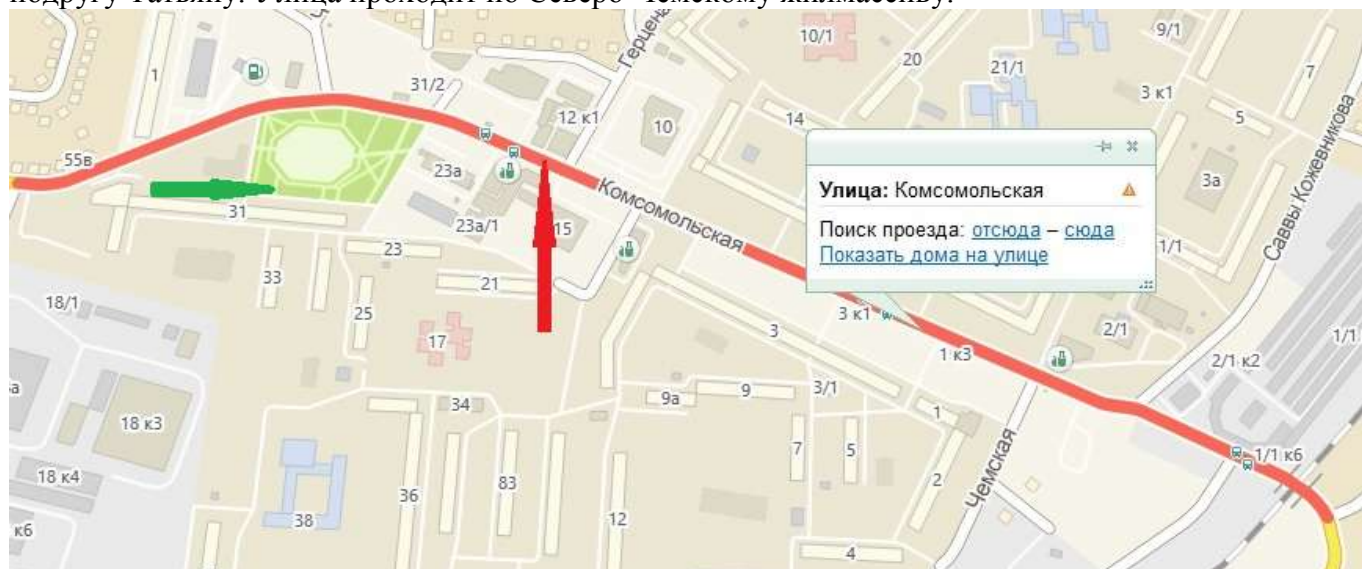 подругу Татьяну. Улица проходит по Северо-Чемскому жилмассиву.
10/1
9/1
20
21/1
7
1
31/2
Герцена
3 к1
12 к1
10
14
5
55в
23а
Улица: Комсомольская
3а
Саввы Кожевникова
31
Комсомольская
Поиск проезда: отсюда – сюда
23а/1
15
1/1
23
Показать дома на улице
33
21
18/1
25
3 к1
2/1
3
1/1
17
1 к3
2/1 к2
9
3/1
9а
34
1
18 к3
7
5
1/1 к6
18 к4
83
2
Чемская
36
38
12
к6
4